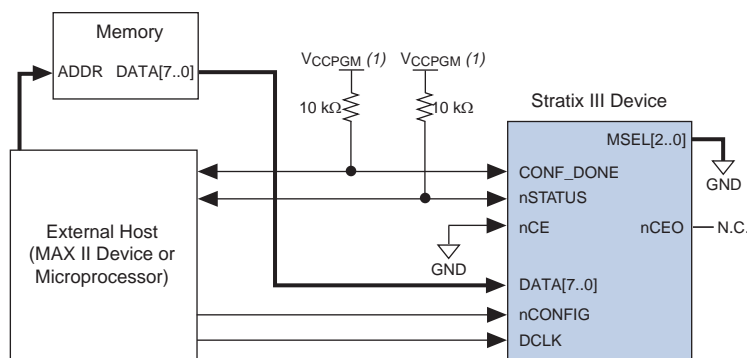 Memory
ADDR DATA[7..0]
VCCPGM (1) VCCPGM (1)
10 kΩ 10 kΩ
Stratix III Device
MSEL[2..0]
GND
CONF_DONE
nSTATUS
nCE nCEO N.C.
GND
External Host
(MAX II Device or
Microprocessor)
DATA[7..0]
nCONFIG
DCLK